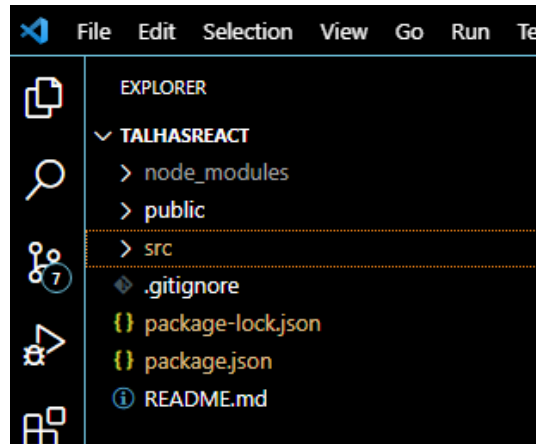 File Edit Selection View Go Run Te
EXPLORER
TALHASREACT
node_modules
public
src
7
.gitignore
{} package-lock.json
{} package.json
README.md